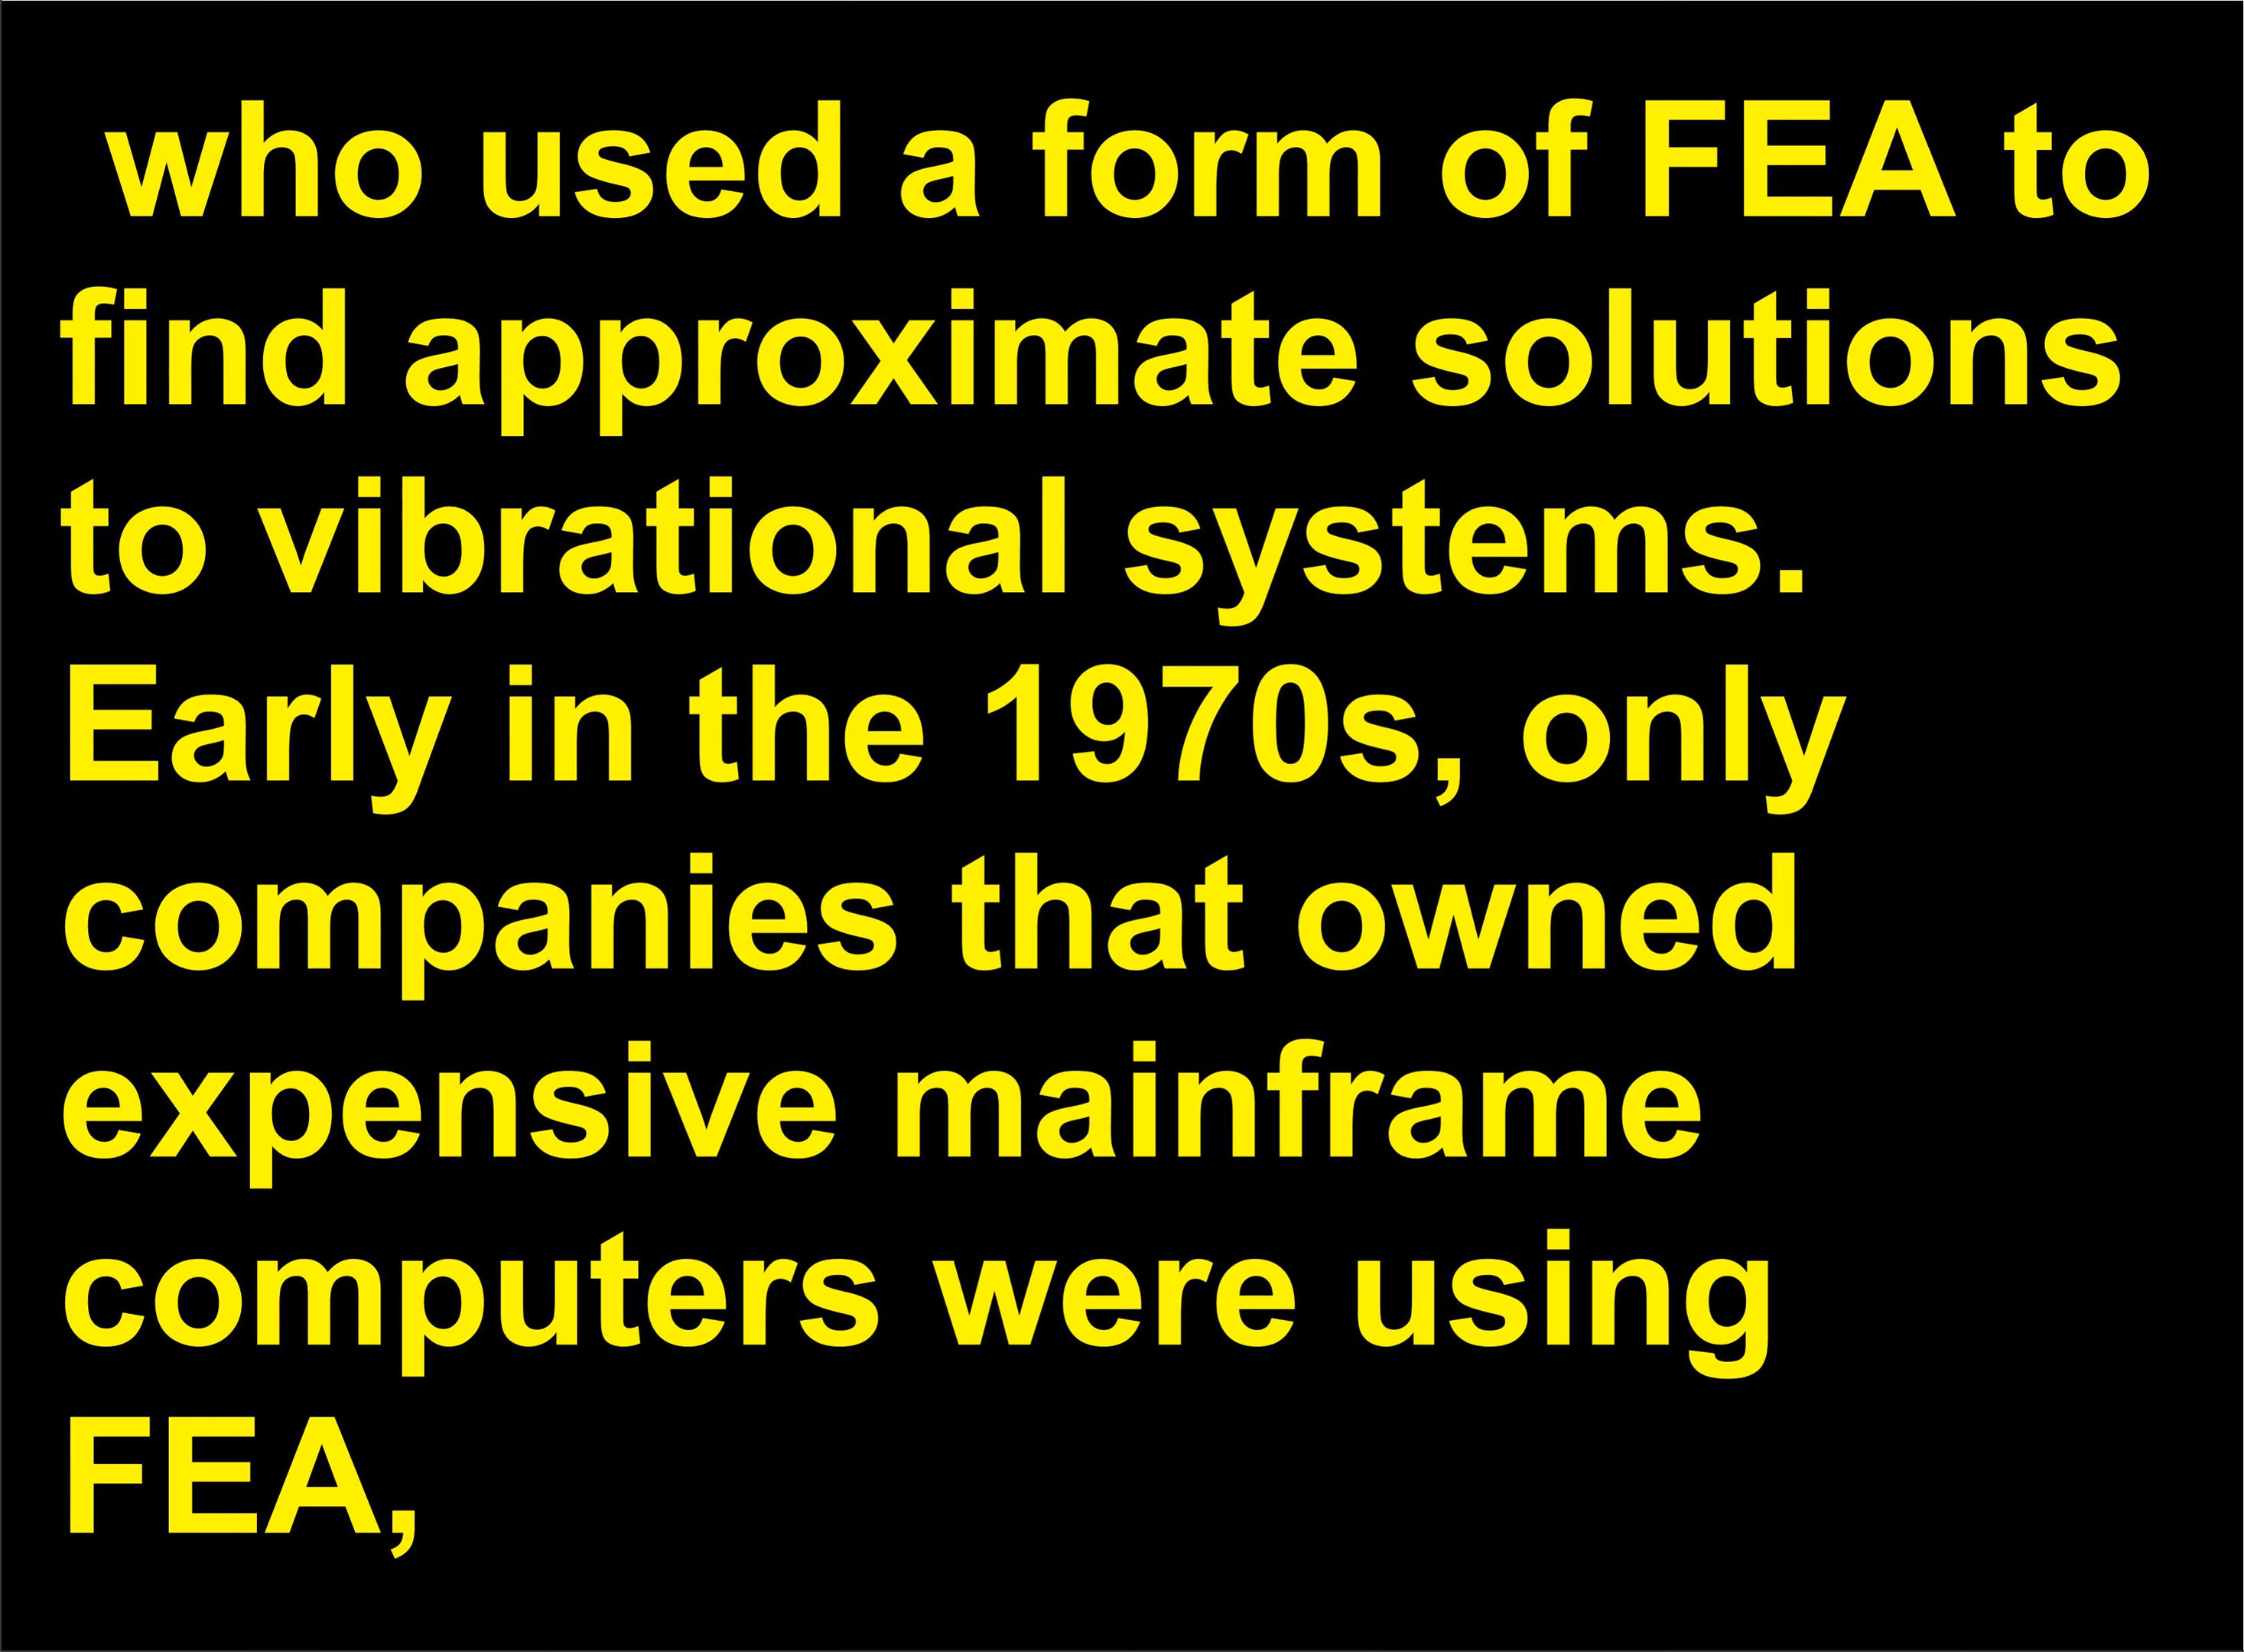 who used a form of FEA to
find approximate solutions
to vibrational systems.
Early in the 1970s, only
companies that owned
expensive mainframe
computers were using
FEA,